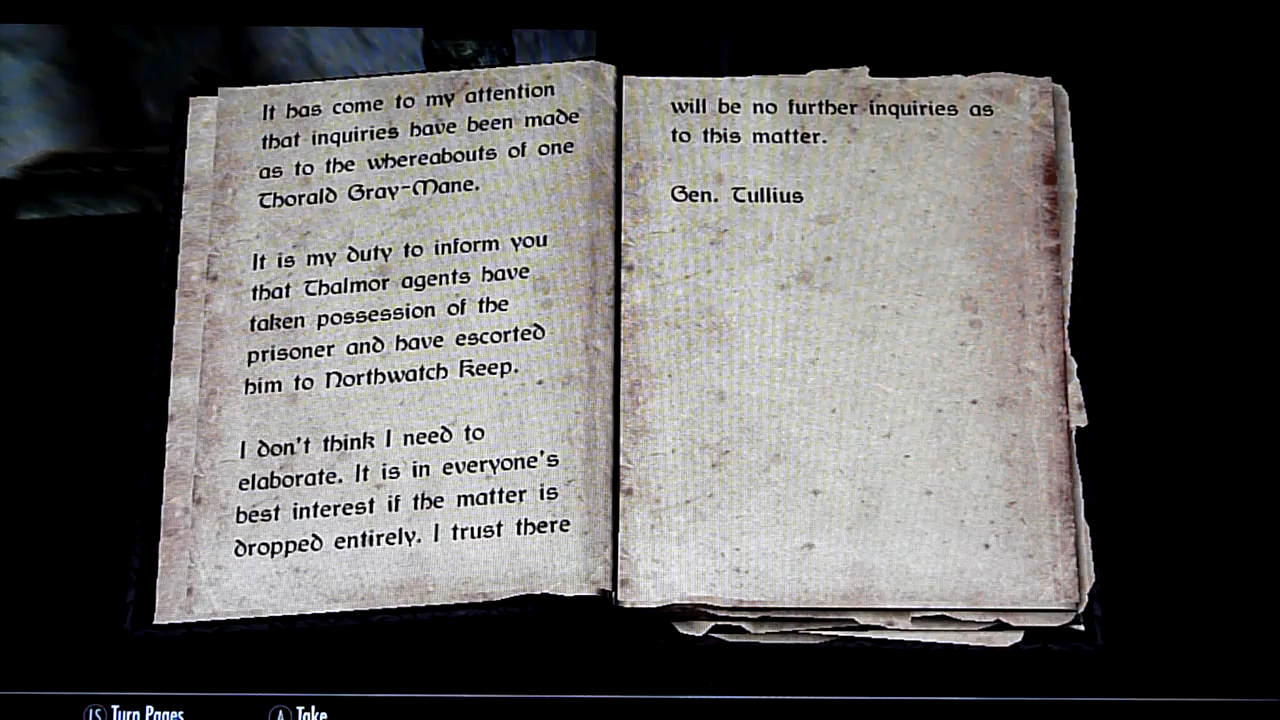 It has come to my attention
that inquiries have been made
as to the whereabouts of one
Thorald Gray-Mane.
It is my duty to inform you
that Thalmor agents have
taken possession of the
prisoner and have escorted
him to Northwatch Keep.
I don't think I need to
elaborate. It is in everyone's
best interest if the matter is
dropped entirely. I trust there
will be no further inquiries as
to this matter.
Gen. Tullius
LS Turn Pages
A Take